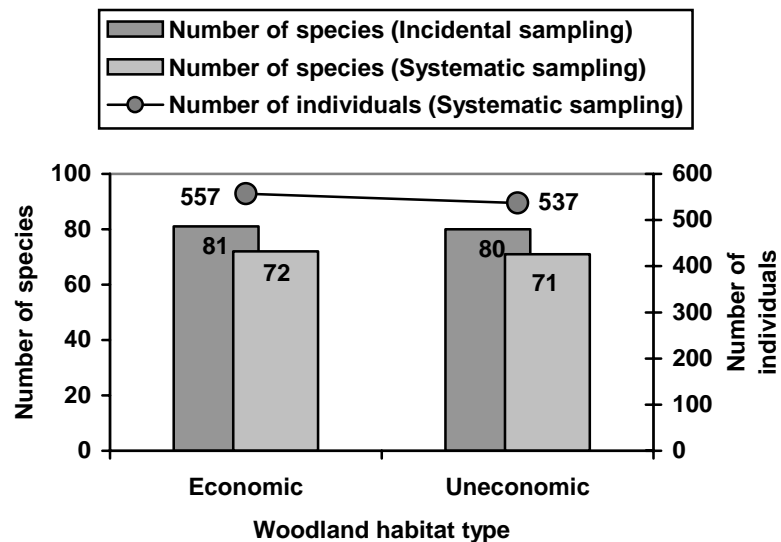 Number of species (Incidental sampling)
Number of species (Systematic sampling)
Number of individuals (Systematic sampling)
Number of species
100
80
60
40
20
0
557
537
81
72
80
71
600
500
400
300
200
100
0
Number of
individuals
Economic
Uneconomic
Woodland habitat type